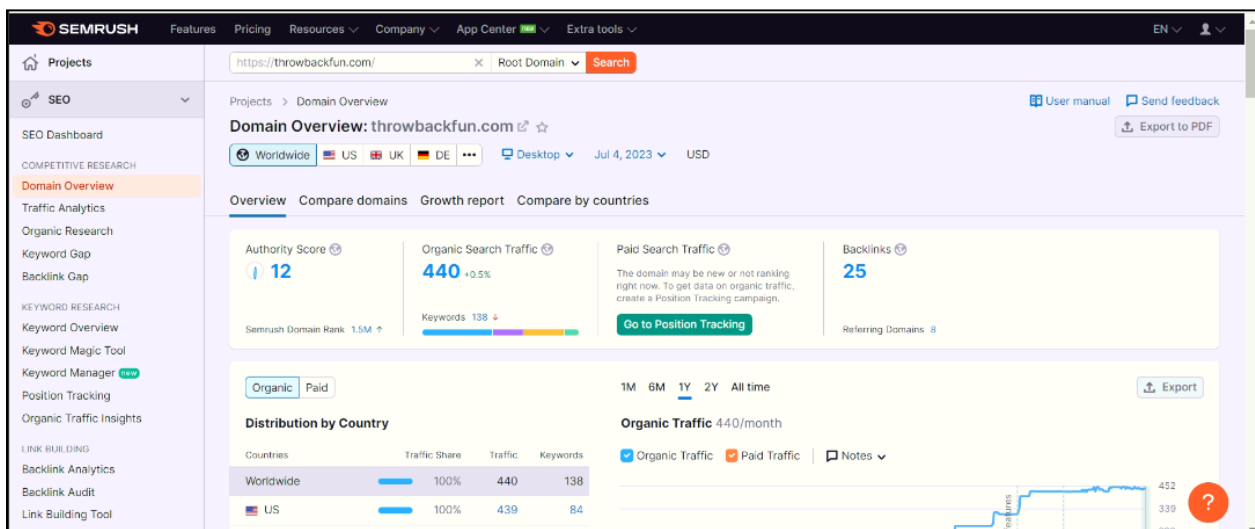 SEMRUSH Features Pricing Resources Company App Center new Extra tools EN
Projects
https://throwbackfun.com/ × Root Domain Search
SEO
Projects > Domain Overview User manual Send feedback
Domain Overview: throwbackfun.com Export to PDF
SEO Dashboard
Worldwide US UK DE ••• Desktop Jul 4, 2023 USD
COMPETITIVE RESEARCH
Domain Overview
Traffic Analytics
Organic Research
Keyword Gap
Backlink Gap
Overview Compare domains Growth report Compare by countries
Authority Score
12
Semrush Domain Rank 1.5M ↑
Organic Search Traffic
440 +0.5%
Keywords 138 ↓
Paid Search Traffic
The domain may be new or not ranking
right now. To get data on organic traffic,
create a Position Tracking campaign.
Go to Position Tracking
Backlinks
25
Referring Domains 8
KEYWORD RESEARCH
Keyword Overview
Keyword Magic Tool
Keyword Manager new
Position Tracking
Organic Traffic Insights
LINK BUILDING
Backlink Analytics
Backlink Audit
Link Building Tool
Organic Paid
Distribution by Country
Countries Traffic Share Traffic Keywords
Worldwide 100% 440 138
US 100% 439 84
1M 6M 1Y 2Y All time Export
Organic Traffic 440/month
Organic Traffic Paid Traffic Notes
452
339
?